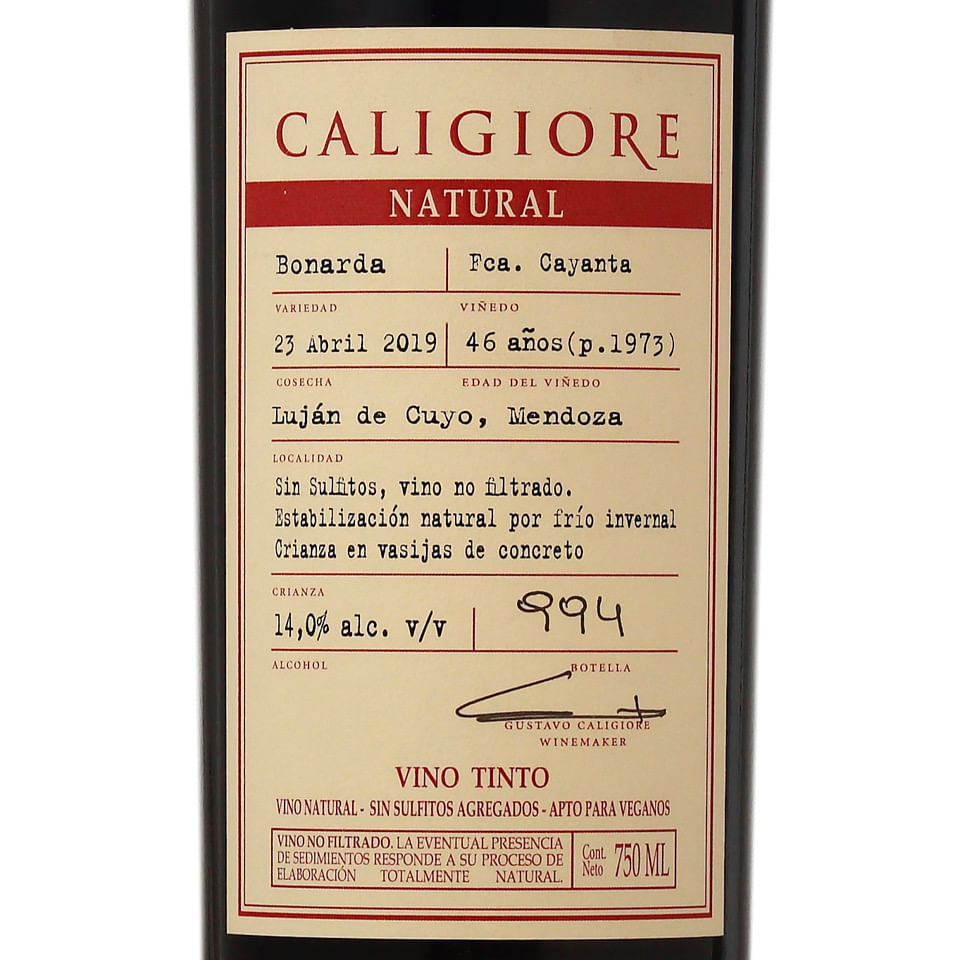 CALIGIORE
NATURAL
Bonarda Fca. Cayanta
VARIEDAD VIÑEDO
23 Abril 2019 46 años(p.1973)
COSECHA EDAD DEL VIÑEDO
Luján de Cuyo, Mendoza
LOCALIDAD
Sin Sulfitos, vino no filtrado.
Estabilización natural por frío invernal
Crianza en vasijas de concreto
CRIANZA
14,0% alc. v/v 994
ALCOHOL BOTELLA
GUSTAVO CALIGIORE
WINEMAKER
VINO TINTO
VINO NATURAL - SIN SULFITOS AGREGADOS - APTO PARA VEGANOS
VINO NO FILTRADO. LA EVENTUAL PRESENCIA
DE SEDIMIENTOS RESPONDE A SU PROCESO DE
ELABORACIÓN TOTALMENTE NATURAL.
Cont. Neto 750 ML